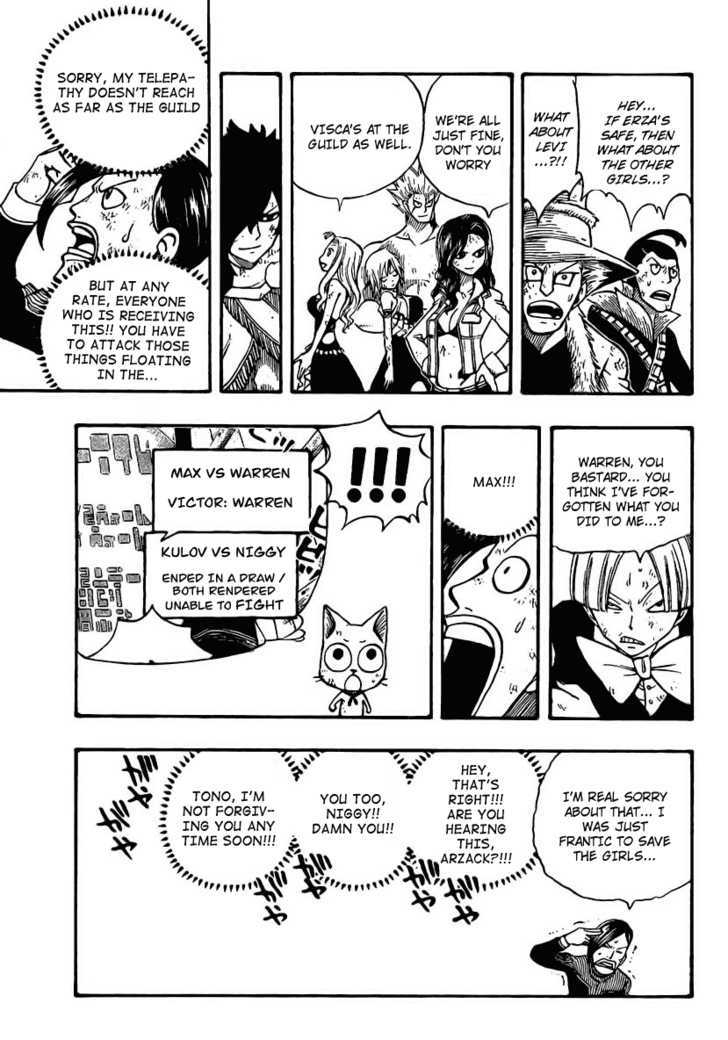 HEY...
IF ERZA'S
SAFE, THEN
WHAT ABOUT
THE OTHER
GIRLS...?
WHAT
ABOUT
LEVI
...?!!
WE'RE ALL
JUST FINE,
DON'T YOU
WORRY
VISCA'S AT THE
GUILD AS WELL.
SORRY, MY TELEPA-
THY DOESN'T REACH
AS FAR AS THE GUILD
BUT AT ANY
RATE, EVERYONE
WHO IS RECEIVING
THIS!! YOU HAVE
TO ATTACK THOSE
THINGS FLOATING
IN THE...
WARREN, YOU
BASTARD... YOU
THINK I'VE FOR-
GOTTEN WHAT YOU
DID TO ME...?
MAX!!!
!!!
MAX VS WARREN
VICTOR: WARREN
KULOV VS NIGGY
ENDED IN A DRAW /
BOTH RENDERED
UNABLE TO FIGHT
I'M REAL SORRY
ABOUT THAT... I
WAS JUST
FRANTIC TO SAVE
THE GIRLS...
HEY,
THAT'S
RIGHT!!!
ARE YOU
HEARING
THIS,
ARZACK?!!!
YOU TOO,
NIGGY!!
DAMN YOU!!
TONO, I'M
NOT FORGIV-
ING YOU ANY
TIME SOON!!!